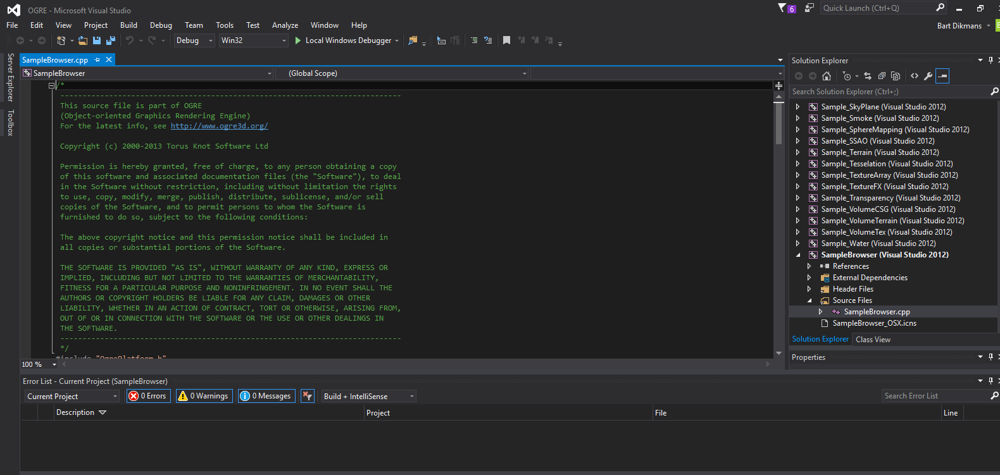 OGRE - Microsoft Visual Studio
6
Quick Launch (Ctrl+Q)
File Edit View Project Build Debug Team Tools Test Analyze Window Help
Bart Dikmans
Debug Win32 Local Windows Debugger
Server Explorer
Toolbox
SampleBrowser.cpp
SampleBrowser (Global Scope)
/*
-----------------------------------------------------------------------------
This source file is part of OGRE
(Object-oriented Graphics Rendering Engine)
For the latest info, see http://www.ogre3d.org/
Copyright (c) 2000-2013 Torus Knot Software Ltd
Permission is hereby granted, free of charge, to any person obtaining a copy
of this software and associated documentation files (the "Software"), to deal
in the Software without restriction, including without limitation the rights
to use, copy, modify, merge, publish, distribute, sublicense, and/or sell
copies of the Software, and to permit persons to whom the Software is
furnished to do so, subject to the following conditions:
The above copyright notice and this permission notice shall be included in
all copies or substantial portions of the Software.
THE SOFTWARE IS PROVIDED "AS IS", WITHOUT WARRANTY OF ANY KIND, EXPRESS OR
IMPLIED, INCLUDING BUT NOT LIMITED TO THE WARRANTIES OF MERCHANTABILITY,
FITNESS FOR A PARTICULAR PURPOSE AND NONINFRINGEMENT. IN NO EVENT SHALL THE
AUTHORS OR COPYRIGHT HOLDERS BE LIABLE FOR ANY CLAIM, DAMAGES OR OTHER
LIABILITY, WHETHER IN AN ACTION OF CONTRACT, TORT OR OTHERWISE, ARISING FROM,
OUT OF OR IN CONNECTION WITH THE SOFTWARE OR THE USE OR OTHER DEALINGS IN
THE SOFTWARE.
-----------------------------------------------------------------------------
*/
#include "OgrePlatform.h"
100 %
Solution Explorer
Search Solution Explorer (Ctrl+;)
Sample_SkyPlane (Visual Studio 2012)
Sample_Smoke (Visual Studio 2012)
Sample_SphereMapping (Visual Studio 2012)
Sample_SSAO (Visual Studio 2012)
Sample_Terrain (Visual Studio 2012)
Sample_Tesselation (Visual Studio 2012)
Sample_TextureArray (Visual Studio 2012)
Sample_TextureFX (Visual Studio 2012)
Sample_Transparency (Visual Studio 2012)
Sample_VolumeCSG (Visual Studio 2012)
Sample_VolumeTerrain (Visual Studio 2012)
Sample_VolumeTex (Visual Studio 2012)
Sample_Water (Visual Studio 2012)
SampleBrowser (Visual Studio 2012)
References
External Dependencies
Header Files
Source Files
SampleBrowser.cpp
SampleBrowser_OSX.icns
Solution Explorer Class View
Properties
Error List - Current Project (SampleBrowser)
Current Project 0 Errors 0 Warnings 0 Messages Build + IntelliSense Search Error List
Description Project File Line